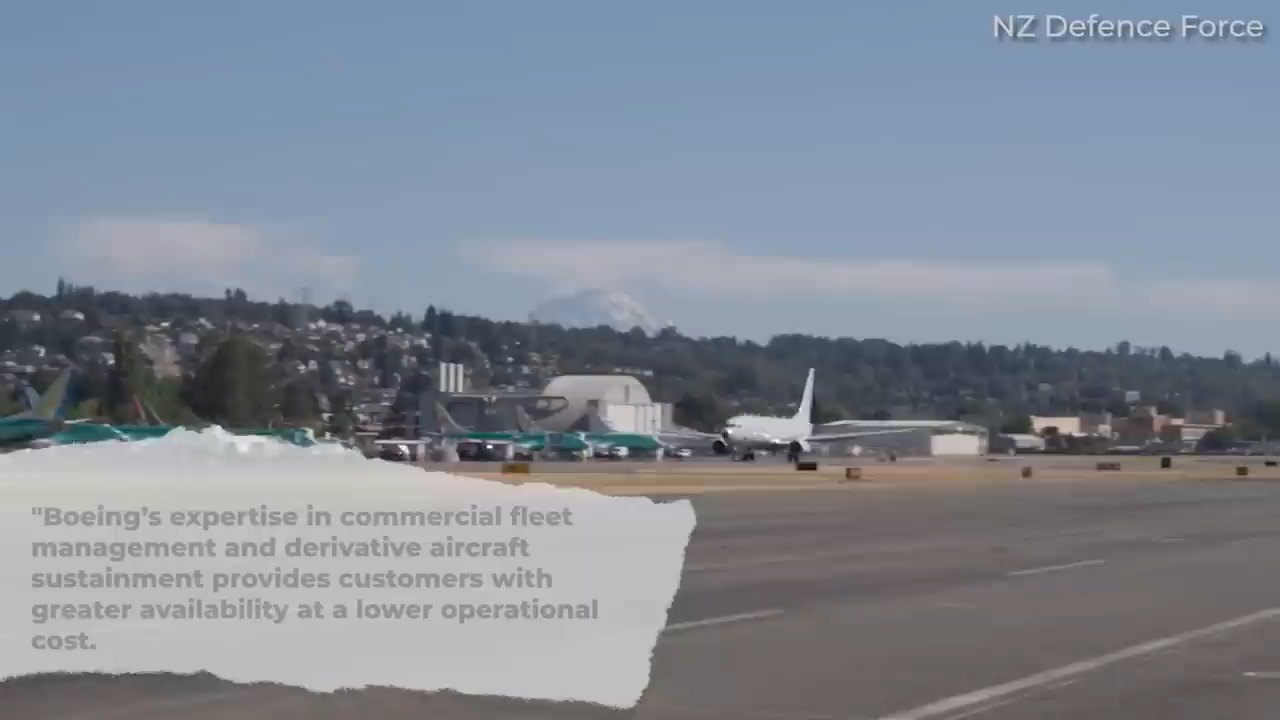 NZ Defence Force
"Boeing’s expertise in commercial fleet
management and derivative aircraft
sustainment provides customers with
greater availability at a lower operational
cost.